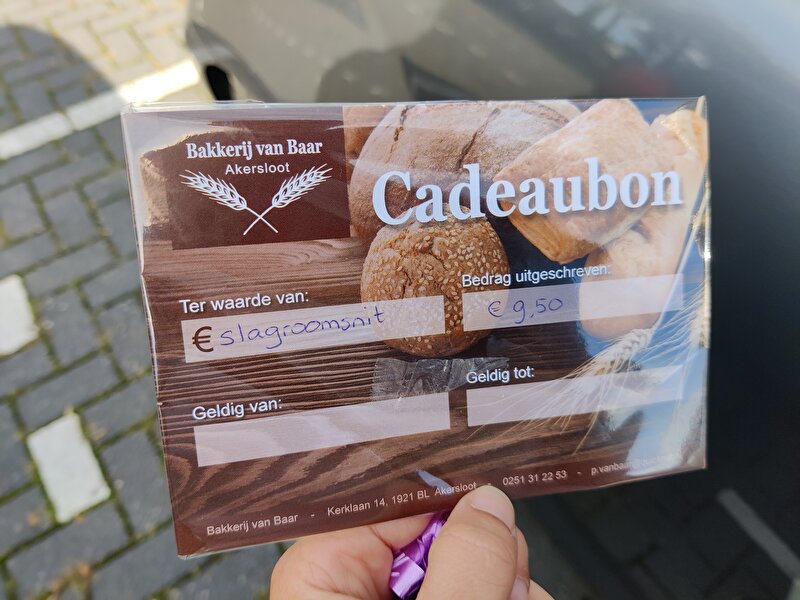 Bakkerij van Baar
Akersloot
Cadeaubon
Ter waarde van:
€ slagroomsnit
Bedrag uitgeschreven:
€ 9,50
Geldig van:
Geldig tot:
Bakkerij van Baar - Kerklaan 14, 1921 BL Akersloot - 0251 31 22 53 -